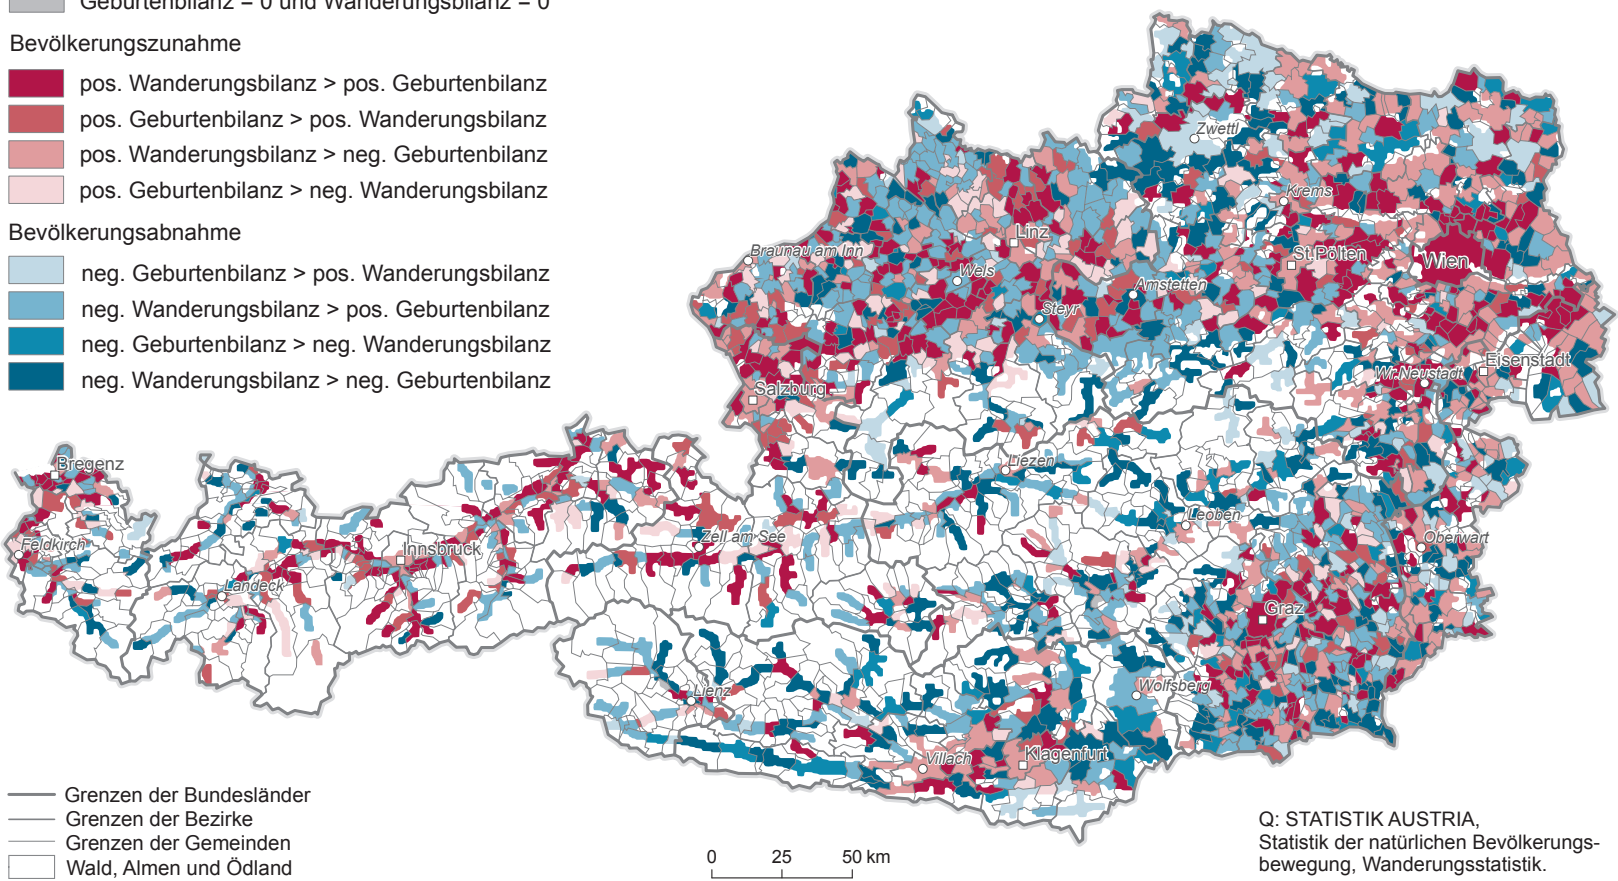 Geburtenbilanz = 0 und Wanderungsbilanz = 0
Bevölkerungszunahme
pos. Wanderungsbilanz > pos. Geburtenbilanz
pos. Geburtenbilanz > pos. Wanderungsbilanz
pos. Wanderungsbilanz > neg. Geburtenbilanz
pos. Geburtenbilanz > neg. Wanderungsbilanz
Bevölkerungsabnahme
neg. Geburtenbilanz > pos. Wanderungsbilanz
neg. Wanderungsbilanz > pos. Geburtenbilanz
neg. Geburtenbilanz > neg. Wanderungsbilanz
neg. Wanderungsbilanz > neg. Geburtenbilanz
Zwettl
Krems
Linz
Braunau am Inn
St.Pölten
Wien
Wels
Amstetten
Steyr
Eisenstadt
Wr.Neustadt
Salzburg
Bregenz
Liezen
Leoben
Zell am See
Oberwart
Feldkirch
Innsbruck
Landeck
Graz
Lienz
Wolfsberg
Villach
Klagenfurt
Grenzen der Bundesländer
Grenzen der Bezirke
Grenzen der Gemeinden
Wald, Almen und Ödland
0 25 50 km
Q: STATISTIK AUSTRIA,
Statistik der natürlichen Bevölkerungs-
bewegung, Wanderungsstatistik.